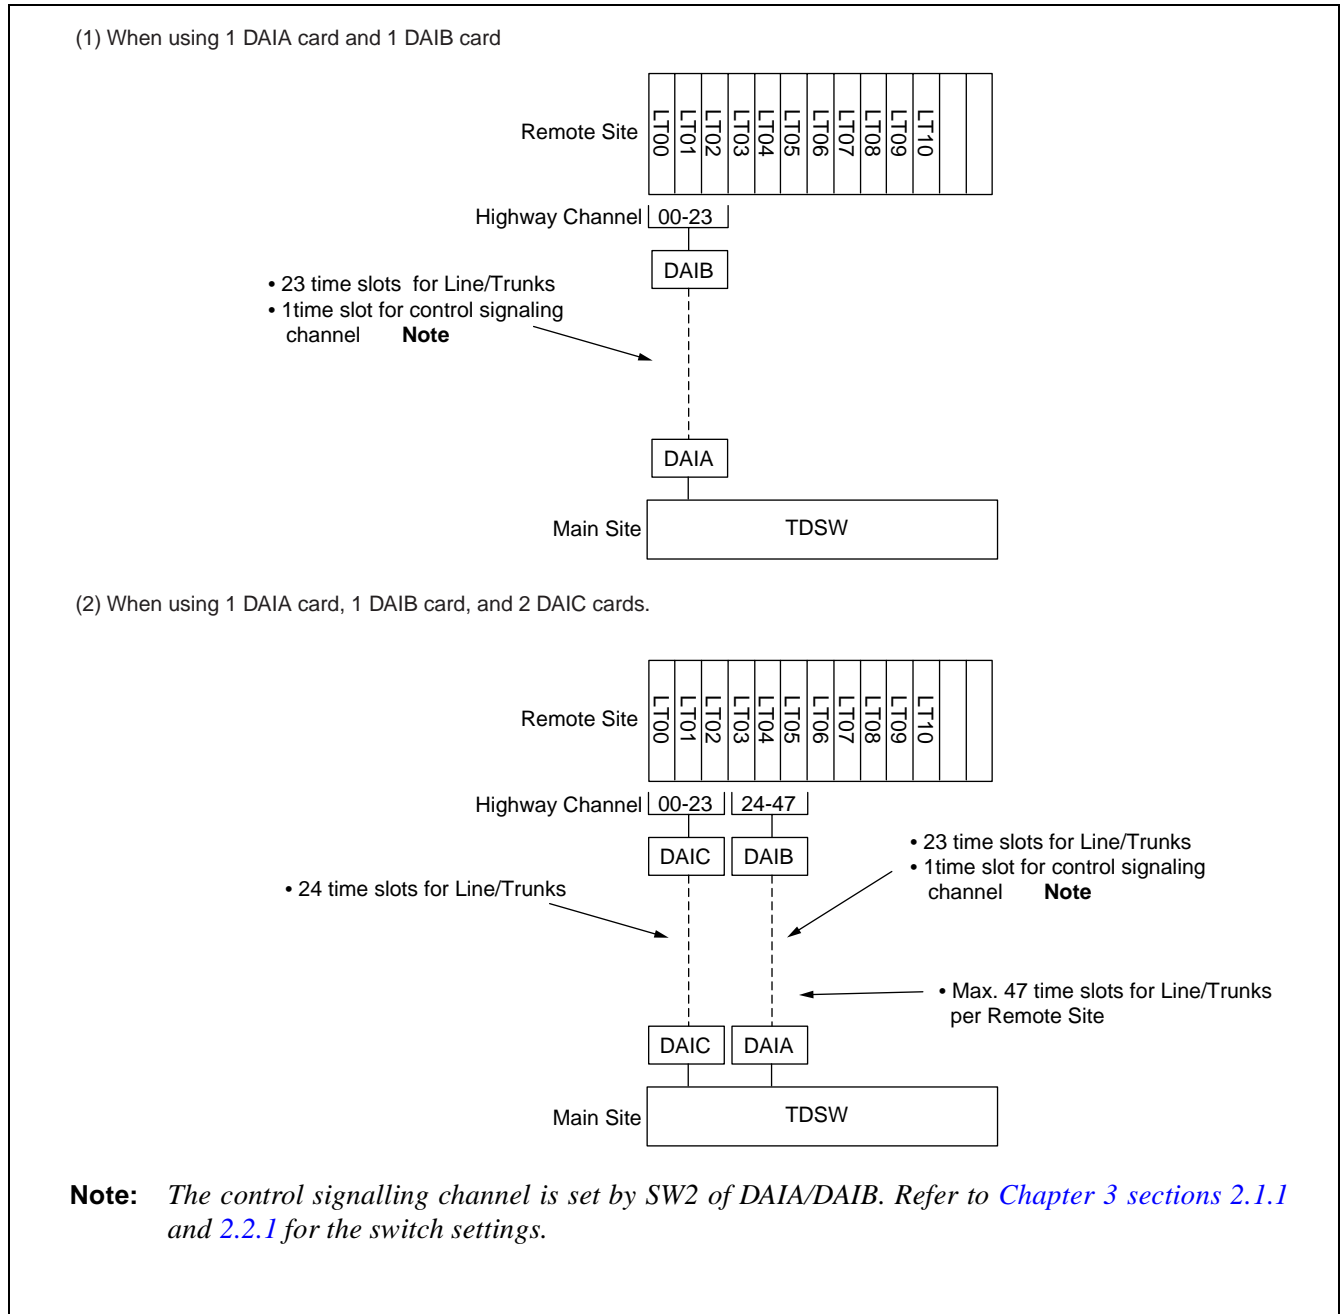 (1) When using 1 DAIA card and 1 DAIB card
Remote Site
LT00
LT01
LT02
LT03
LT04
LT05
LT06
LT07
LT08
LT09
LT10
Highway Channel
00-23
DAIB
• 23 time slots for Line/Trunks
• 1time slot for control signaling
channel Note
DAIA
Main Site
TDSW
(2) When using 1 DAIA card, 1 DAIB card, and 2 DAIC cards.
Remote Site
LT00
LT01
LT02
LT03
LT04
LT05
LT06
LT07
LT08
LT09
LT10
Highway Channel
00-23
24-47
DAIC
DAIB
• 24 time slots for Line/Trunks
• 23 time slots for Line/Trunks
• 1time slot for control signaling
channel Note
• Max. 47 time slots for Line/Trunks
per Remote Site
DAIC
DAIA
Main Site
TDSW
Note: The control signalling channel is set by SW2 of DAIA/DAIB. Refer to Chapter 3 sections 2.1.1
and 2.2.1 for the switch settings.